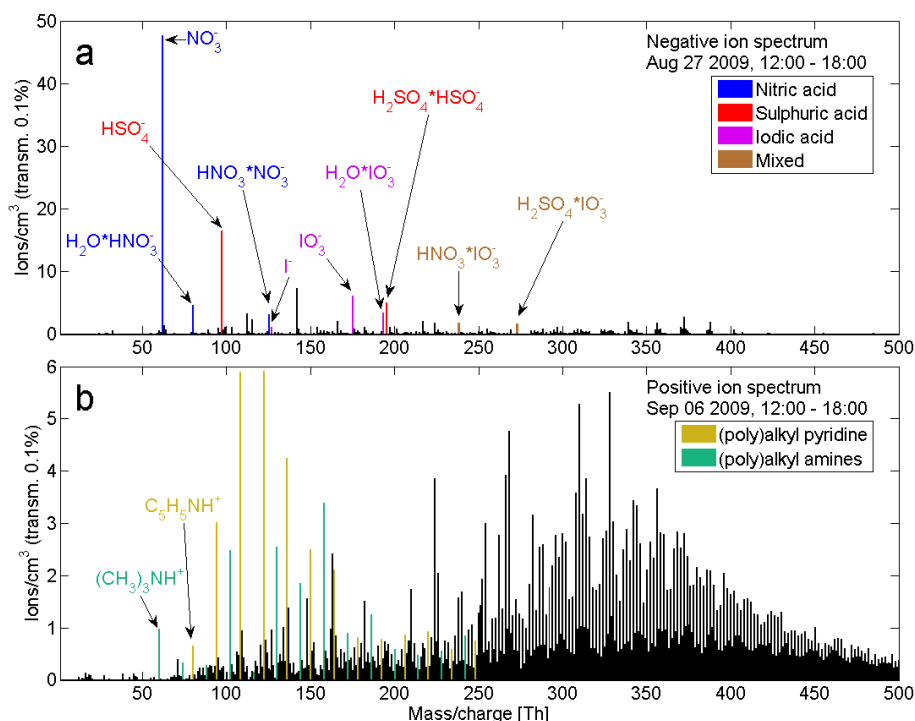 a
Ions/cm³ (transm. 0.1%)
50
40
30
20
10
0
NO₃⁻
HSO₄⁻
H₂O*HNO₃⁻
HNO₃*NO₃⁻
I⁻
IO₃⁻
H₂O*IO₃⁻
H₂SO₄*HSO₄⁻
HNO₃*IO₃⁻
H₂SO₄*IO₃⁻
Negative ion spectrum
Aug 27 2009, 12:00 - 18:00
Nitric acid
Sulphuric acid
Iodic acid
Mixed
50 100 150 200 250 300 350 400 450 500
b
Ions/cm³ (transm. 0.1%)
6
5
4
3
2
1
0
C₅H₅NH⁺
(CH₃)₃NH⁺
Positive ion spectrum
Sep 06 2009, 12:00 - 18:00
(poly)alkyl pyridine
(poly)alkyl amines
50 100 150 200 250 300 350 400 450 500
Mass/charge [Th]